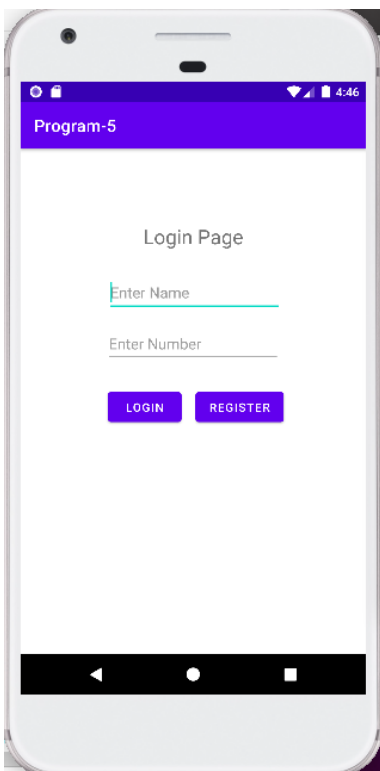 4:46
Program-5
Login Page
Enter Name
Enter Number
LOGIN REGISTER